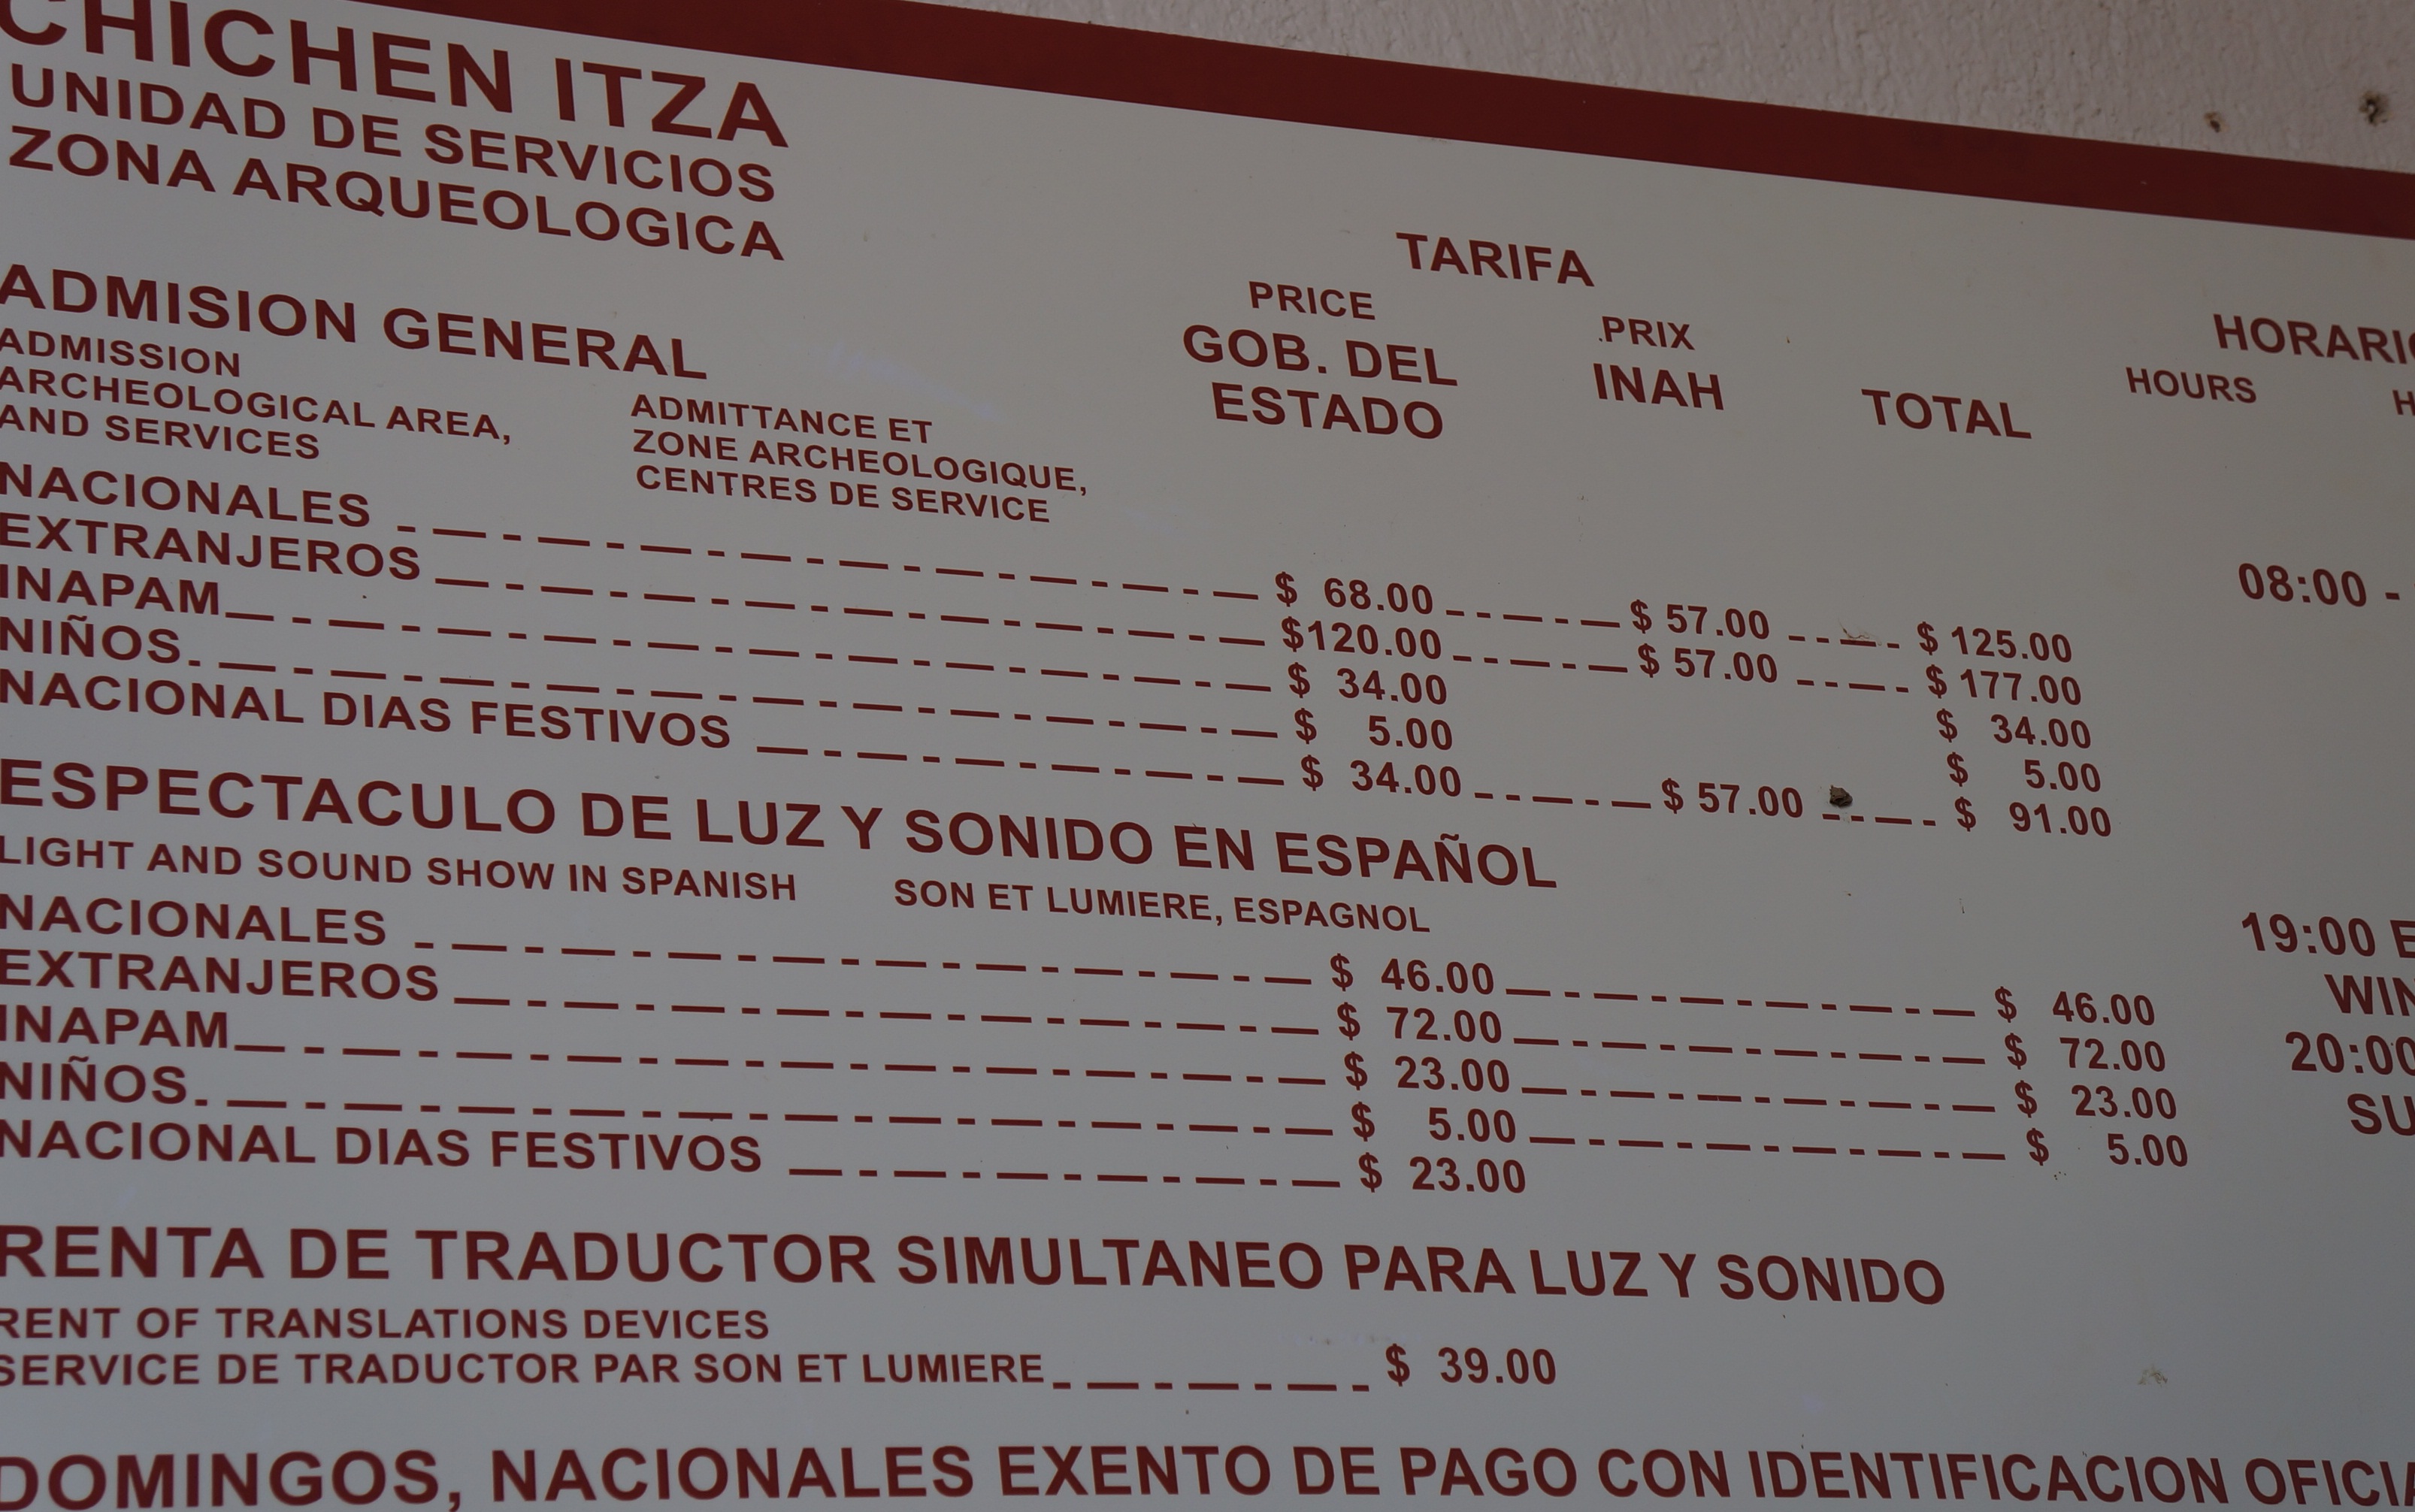 CHICHEN ITZA
UNIDAD DE SERVICIOS
ZONA ARQUEOLOGICA
TARIFA
PRICE PRIX
HORARIO
HOURS
GOB. DEL
ESTADO
INAH
TOTAL
ADMISION GENERAL
ADMISSION
ARCHEOLOGICAL AREA,
AND SERVICES
ADMITTANCE ET
ZONE ARCHEOLOGIQUE,
CENTRES DE SERVICE
NACIONALES $ 68.00 $ 57.00 $ 125.00 08:00 -
EXTRANJEROS $120.00 $ 57.00 $ 177.00
INAPAM $ 34.00 $ 34.00
NIÑOS $ 5.00 $ 5.00
NACIONAL DIAS FESTIVOS $ 34.00 $ 57.00 $ 91.00
ESPECTACULO DE LUZ Y SONIDO EN ESPAÑOL
LIGHT AND SOUND SHOW IN SPANISH SON ET LUMIERE, ESPAGNOL
NACIONALES $ 46.00 $ 46.00 19:00
EXTRANJEROS $ 72.00 $ 72.00
INAPAM $ 23.00 $ 23.00 20:00
NIÑOS $ 5.00 $ 5.00
NACIONAL DIAS FESTIVOS $ 23.00
RENTA DE TRADUCTOR SIMULTANEO PARA LUZ Y SONIDO
RENT OF TRANSLATIONS DEVICES
SERVICE DE TRADUCTOR PAR SON ET LUMIERE $ 39.00
DOMINGOS, NACIONALES EXENTO DE PAGO CON IDENTIFICACION